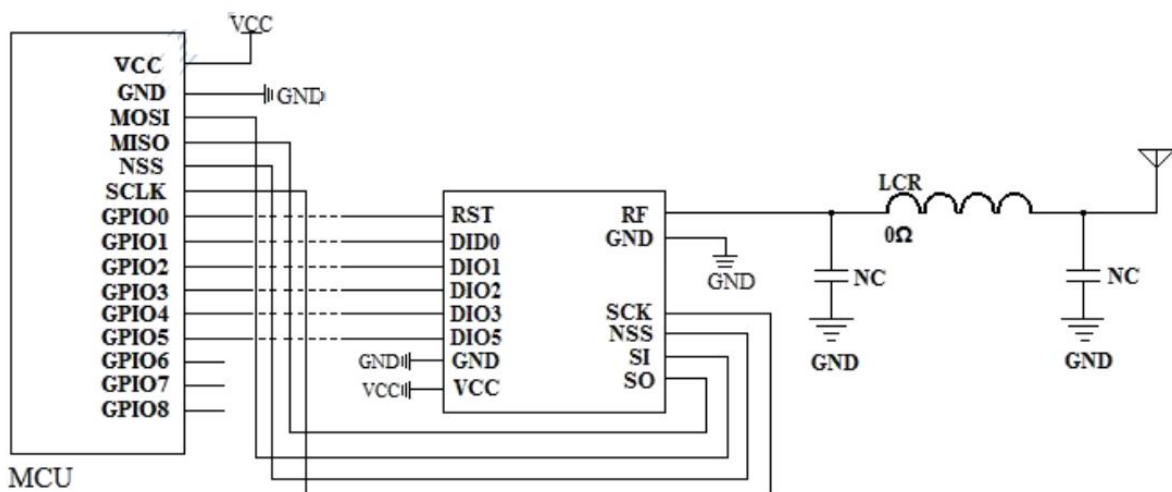 VCC
VCC
GND
GND
MOSI
MISO
NSS
SCLK
GPIO0
GPIO1
GPIO2
GPIO3
GPIO4
GPIO5
GPIO6
GPIO7
GPIO8
MCU
RST
DID0
DIO1
DIO2
DIO3
DIO5
GND
GND
VCC
VCC
RF
GND
GND
SCK
NSS
SI
SO
LCR
0Ω
NC
GND
NC
GND